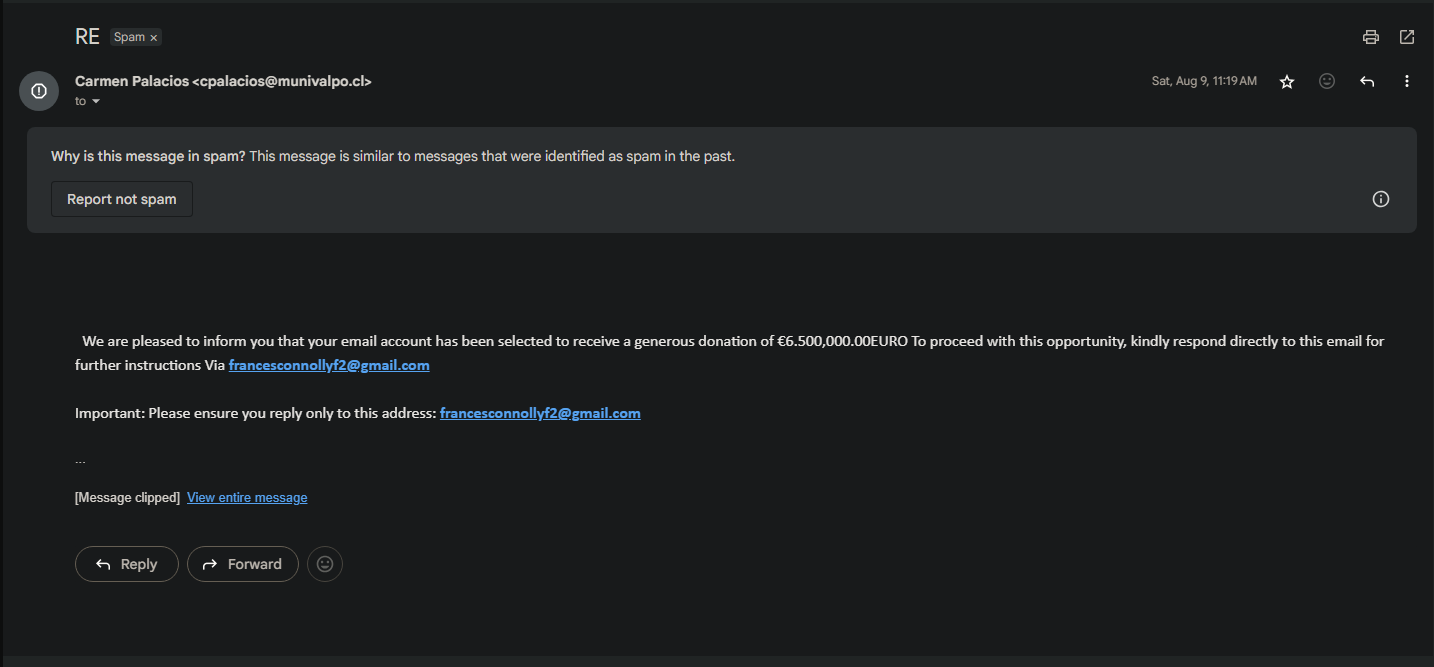 RE Spam ×
Carmen Palacios <cpalacios@munivalpo.cl> Sat, Aug 9, 11:19 AM
to
Why is this message in spam? This message is similar to messages that were identified as spam in the past.
Report not spam
We are pleased to inform you that your email account has been selected to receive a generous donation of €6.500,000.00EURO To proceed with this opportunity, kindly respond directly to this email for
further instructions Via francesconnollyf2@gmail.com
Important: Please ensure you reply only to this address: francesconnollyf2@gmail.com
...
[Message clipped] View entire message
Reply Forward